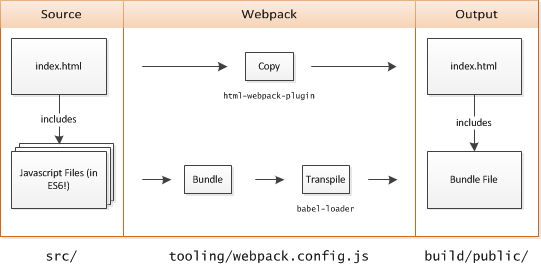 Source
Webpack
Output
index.html
Copy
html-webpack-plugin
index.html
includes
includes
Javascript Files (in
ES6!)
Bundle
Transpile
babel-loader
Bundle File
src/
tooling/webpack.config.js
build/public/